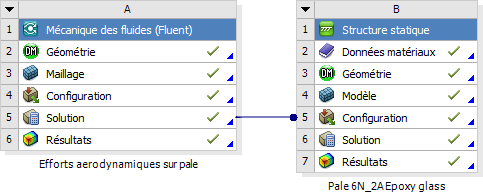 A
1 Mécanique des fluides (Fluent)
2 DM Géométrie
3 Maillage
4 Configuration
5 Solution
6 Résultats
Efforts aerodynamiques sur pale
B
1 Structure statique
2 Données matériaux
3 DM Géométrie
4 Modèle
5 Configuration
6 Solution
7 Résultats
Pale 6N_2A Epoxy glass